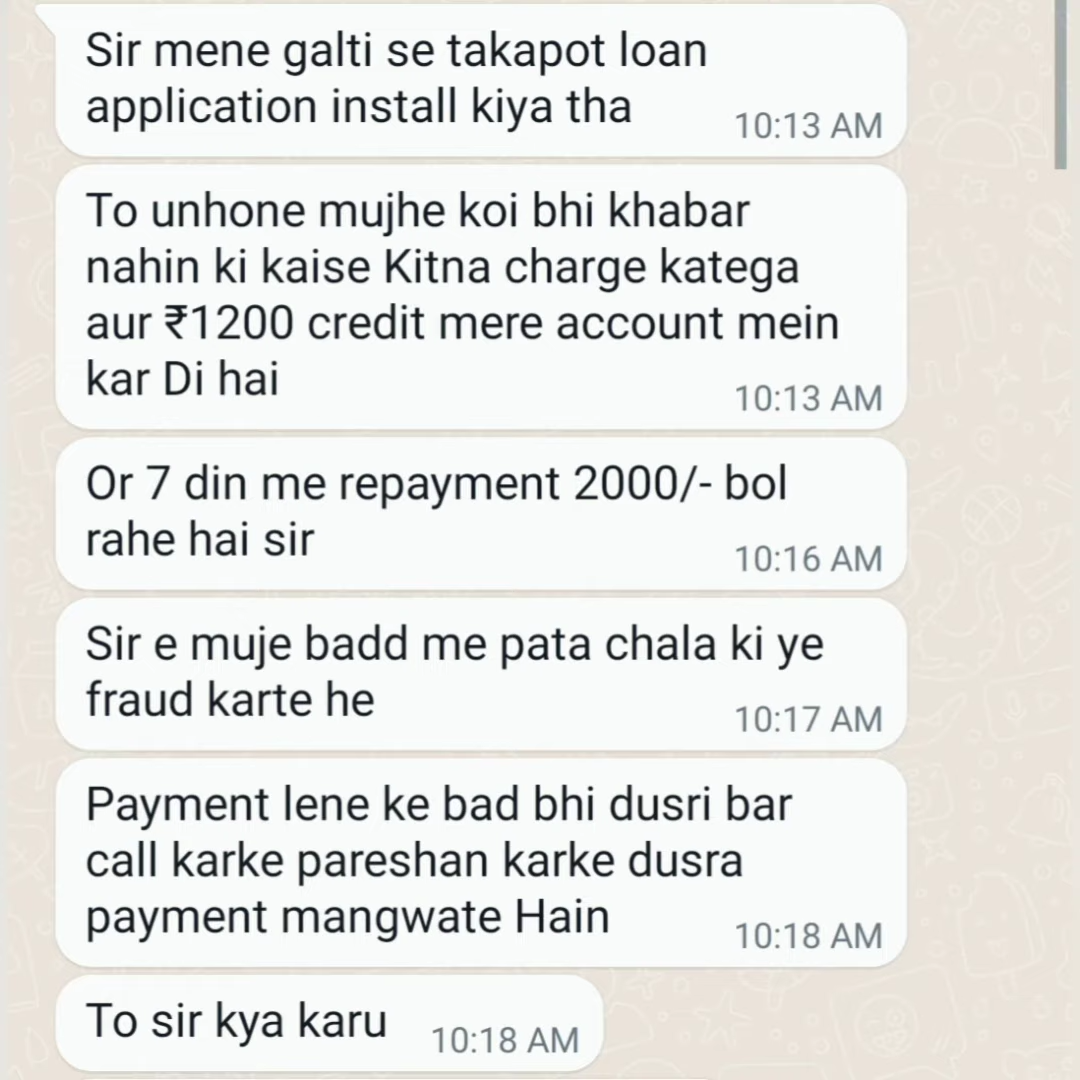 Sir mene galti se takapot loan
application install kiya tha
10:13 AM
To unhone mujhe koi bhi khabar
nahin ki kaise Kitna charge katega
aur ₹1200 credit mere account mein
kar Di hai
10:13 AM
Or 7 din me repayment 2000/- bol
rahe hai sir
10:16 AM
Sir e muje badd me pata chala ki ye
fraud karte he
10:17 AM
Payment lene ke bad bhi dusri bar
call karke pareshan karke dusra
payment mangwate Hain
10:18 AM
To sir kya karu
10:18 AM